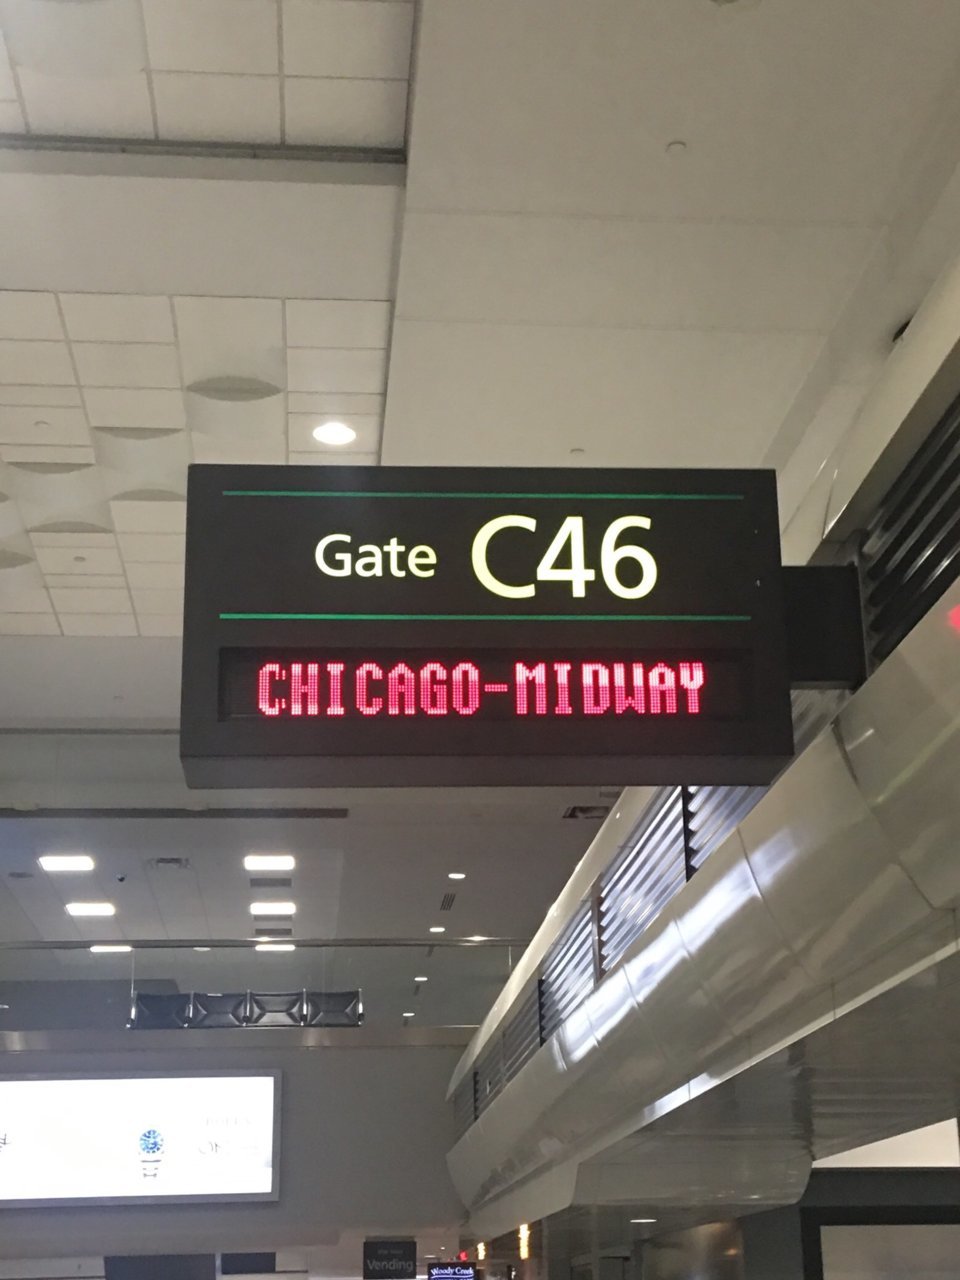 Gate C46
CHICAGO-MIDWAY
Vending
Woody Creek